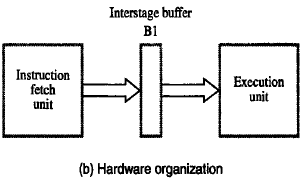 Interstage buffer
B1
Instruction
fetch
unit
Execution
unit
(b) Hardware organization